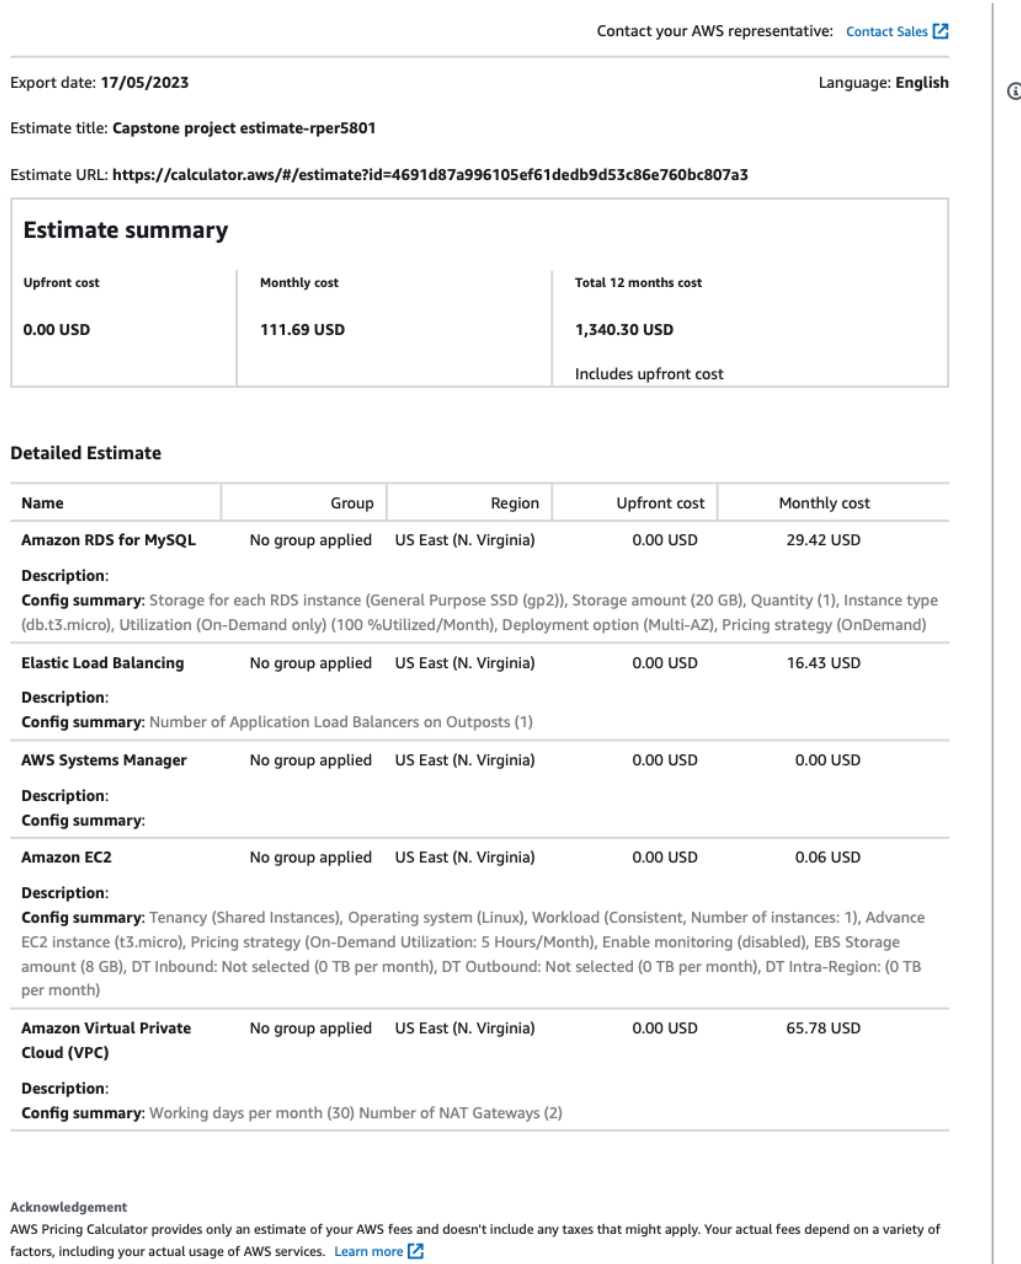 Contact your AWS representative: Contact Sales
Export date: 17/05/2023 Language: English
Estimate title: Capstone project estimate-rper5801
Estimate URL: https://calculator.aws/#/estimate?id=4691d87a996105ef61dedb9d53c86e760bc807a3
Estimate summary
Upfront cost Monthly cost Total 12 months cost
0.00 USD 111.69 USD 1,340.30 USD
Includes upfront cost
Detailed Estimate
Name Group Region Upfront cost Monthly cost
Amazon RDS for MySQL No group applied US East (N. Virginia) 0.00 USD 29.42 USD
Description:
Config summary: Storage for each RDS instance (General Purpose SSD (gp2)), Storage amount (20 GB), Quantity (1), Instance type
(db.t3.micro), Utilization (On-Demand only) (100 %Utilized/Month), Deployment option (Multi-AZ), Pricing strategy (OnDemand)
Elastic Load Balancing No group applied US East (N. Virginia) 0.00 USD 16.43 USD
Description:
Config summary: Number of Application Load Balancers on Outposts (1)
AWS Systems Manager No group applied US East (N. Virginia) 0.00 USD 0.00 USD
Description:
Config summary:
Amazon EC2 No group applied US East (N. Virginia) 0.00 USD 0.06 USD
Description:
Config summary: Tenancy (Shared Instances), Operating system (Linux), Workload (Consistent, Number of instances: 1), Advance
EC2 instance (t3.micro), Pricing strategy (On-Demand Utilization: 5 Hours/Month), Enable monitoring (disabled), EBS Storage
amount (8 GB), DT Inbound: Not selected (0 TB per month), DT Outbound: Not selected (0 TB per month), DT Intra-Region: (0 TB
per month)
Amazon Virtual Private No group applied US East (N. Virginia) 0.00 USD 65.78 USD
Cloud (VPC)
Description:
Config summary: Working days per month (30) Number of NAT Gateways (2)
Acknowledgement
AWS Pricing Calculator provides only an estimate of your AWS fees and doesn't include any taxes that might apply. Your actual fees depend on a variety of
factors, including your actual usage of AWS services. Learn more